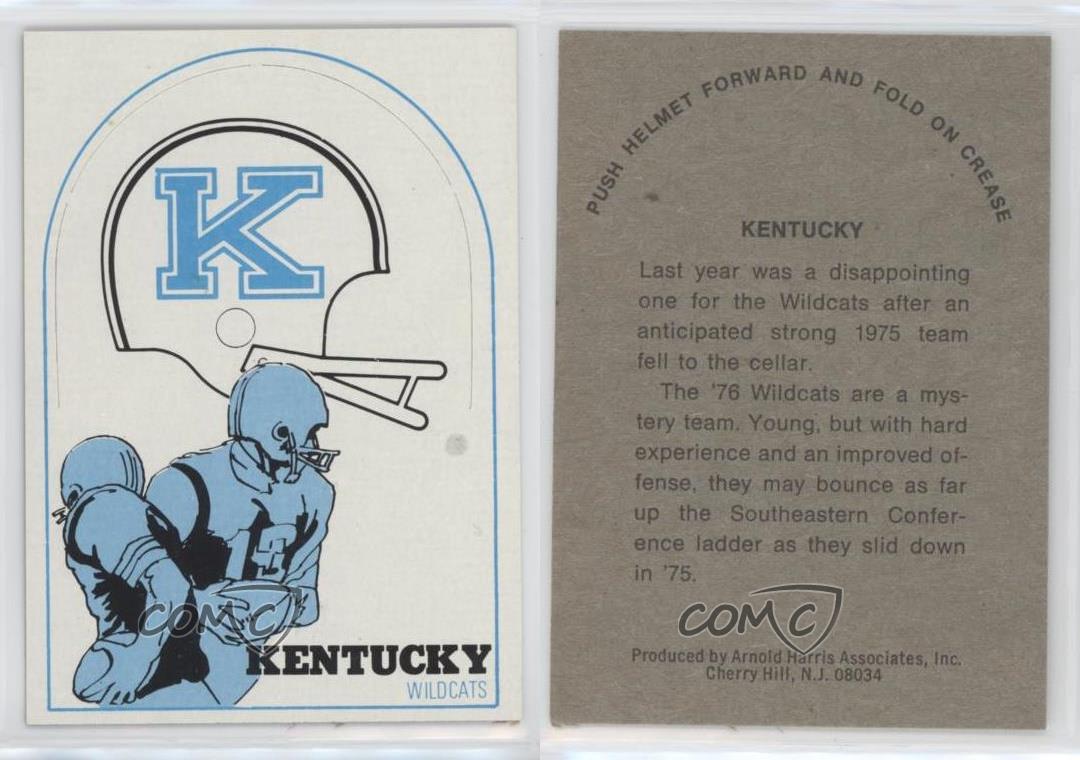 K
15
KENTUCKY
WILDCATS
COMC
PUSH HELMET FORWARD AND FOLD ON CREASE
KENTUCKY
Last year was a disappointing
one for the Wildcats after an
anticipated strong 1975 team
fell to the cellar.
The '76 Wildcats are a mys-
tery team. Young, but with hard
experience and an improved of-
fense, they may bounce as far
up the Southeastern Confer-
ence ladder as they slid down
in '75.
COMC
Produced by Arnold Harris Associates, Inc.
Cherry Hill, N.J. 08034